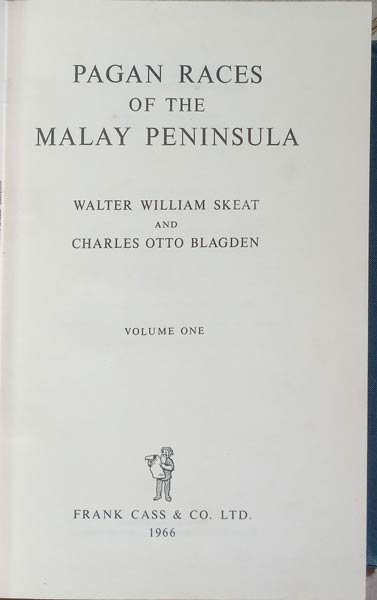 PAGAN RACES
OF THE
MALAY PENINSULA
WALTER WILLIAM SKEAT
AND
CHARLES OTTO BLAGDEN
VOLUME ONE
FRANK CASS & CO. LTD.
1966